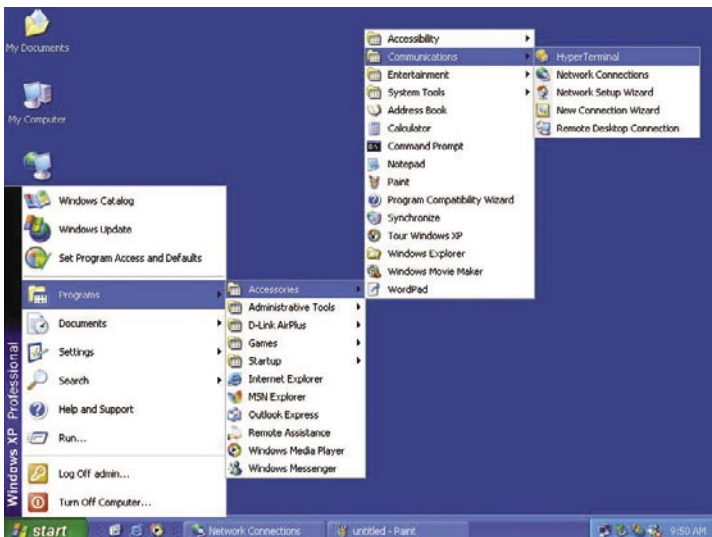 My Documents
My Computer
Windows XP Professional
Windows Catalog
Windows Update
Set Program Access and Defaults
Programs
Documents
Settings
Search
Help and Support
Run...
Log Off admin...
Turn Off Computer...
Accessories
Administrative Tools
D-Link AirPlus
Games
Startup
Internet Explorer
MSN Explorer
Outlook Express
Remote Assistance
Windows Media Player
Windows Messenger
Accessibility
Communications
Entertainment
System Tools
Address Book
Calculator
Command Prompt
Notepad
Paint
Program Compatibility Wizard
Synchronize
Tour Windows XP
Windows Explorer
Windows Movie Maker
WordPad
HyperTerminal
Network Connections
Network Setup Wizard
New Connection Wizard
Remote Desktop Connection
start
Network Connections
untitled - Paint
9:50 AM